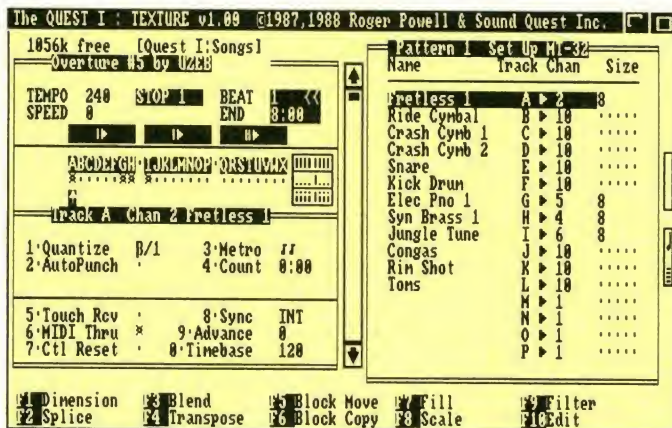 The QUEST I : TEXTURE v1.09 ©1987,1988 Roger Powell & Sound Quest Inc.
1056k free [Quest I:Songs]
Overture #5 by UZEB
TEMPO 240 STOP 1 BEAT 1 <<
SPEED 0 END 8:00
ABCDEFGH·IJKLMNOP·QRSTUVWX
Track A Chan 2 Fretless 1
1·Quantize β/1 3·Metro ♪♪
2·AutoPunch · 4·Count 0:00
5·Touch Rcv · 8·Sync INT
6·MIDI Thru ¤ 9·Advance 0
7·Ctl Reset · 0·Timebase 120
Pattern 1 Set Up MT-32
Name Track Chan Size
Fretless 1 A ▶ 2 8
Ride Cymbal B ▶ 10 ·····
Crash Cymb 1 C ▶ 10 ·····
Crash Cymb 2 D ▶ 10 ·····
Snare E ▶ 10 ·····
Kick Drum F ▶ 10 ·····
Elec Pno 1 G ▶ 5 8
Syn Brass 1 H ▶ 4 8
Jungle Tune I ▶ 6 8
Congas J ▶ 10 ·····
Rim Shot K ▶ 10 ·····
Toms L ▶ 10 ·····
M ▶ 1 ·····
N ▶ 1 ·····
O ▶ 1 ·····
P ▶ 1 ·····
F1 Dimension F3 Blend F5 Block Move F7 Fill F9 Filter
F2 Splice F4 Transpose F6 Block Copy F8 Scale F10 Edit